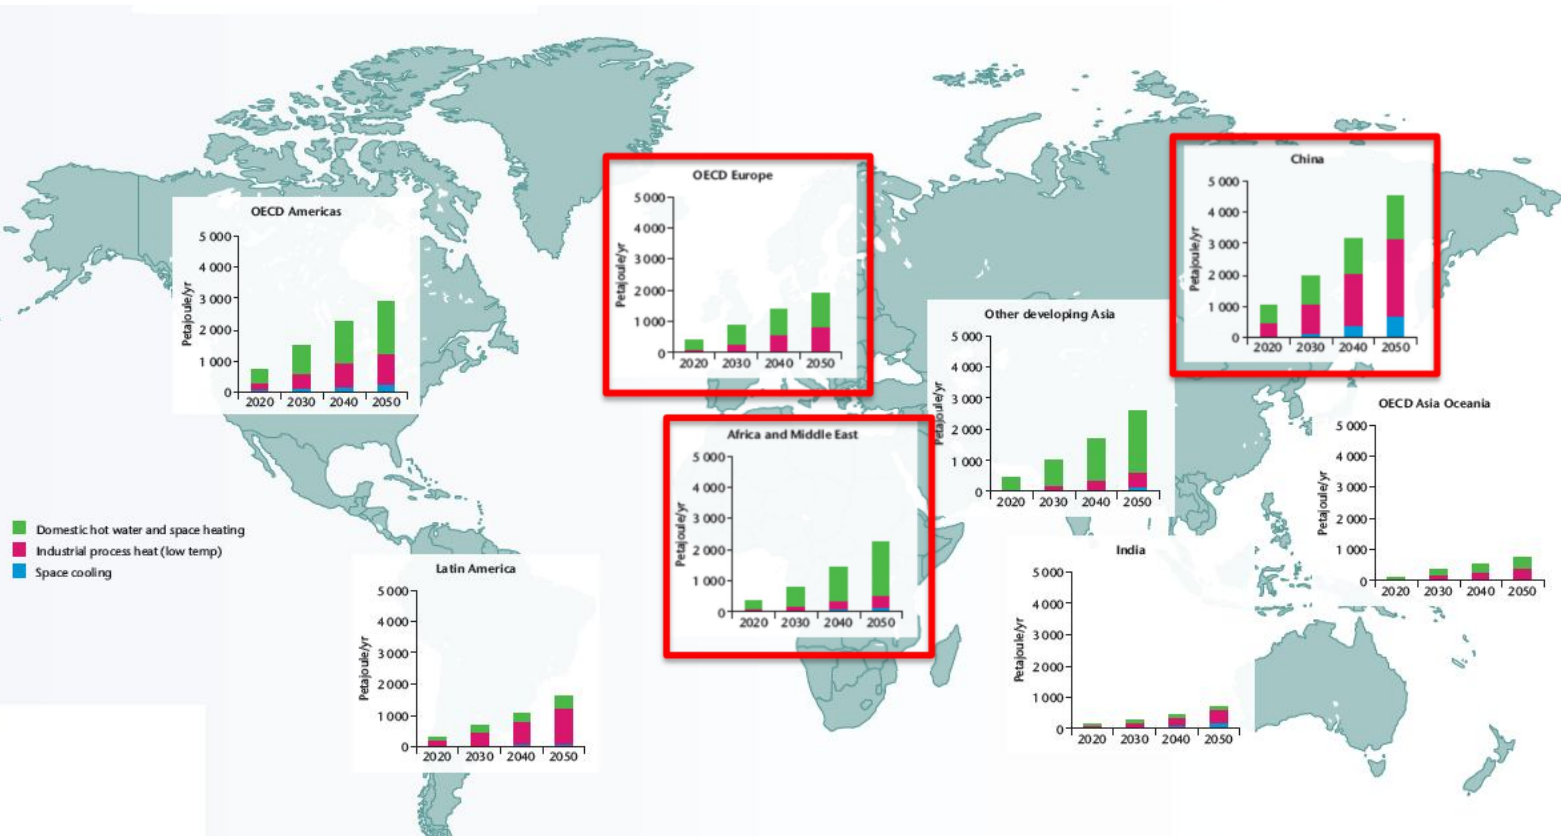 OECD Americas
Petajoule/yr
5 000
4 000
3 000
2 000
1 000
0
2020 2030 2040 2050
OECD Europe
Petajoule/yr
5 000
4 000
3 000
2 000
1 000
0
2020 2030 2040 2050
China
Petajoule/yr
5 000
4 000
3 000
2 000
1 000
0
2020 2030 2040 2050
Other developing Asia
Petajoule/yr
5 000
4 000
3 000
2 000
1 000
0
2020 2030 2040 2050
OECD Asia Oceania
Petajoule/yr
5 000
4 000
3 000
2 000
1 000
0
2020 2030 2040 2050
Africa and Middle East
Petajoule/yr
5 000
4 000
3 000
2 000
1 000
0
2020 2030 2040 2050
Domestic hot water and space heating
Industrial process heat (low temp)
Space cooling
Latin America
Petajoule/yr
5 000
4 000
3 000
2 000
1 000
0
2020 2030 2040 2050
India
Petajoule/yr
5 000
4 000
3 000
2 000
1 000
0
2020 2030 2040 2050